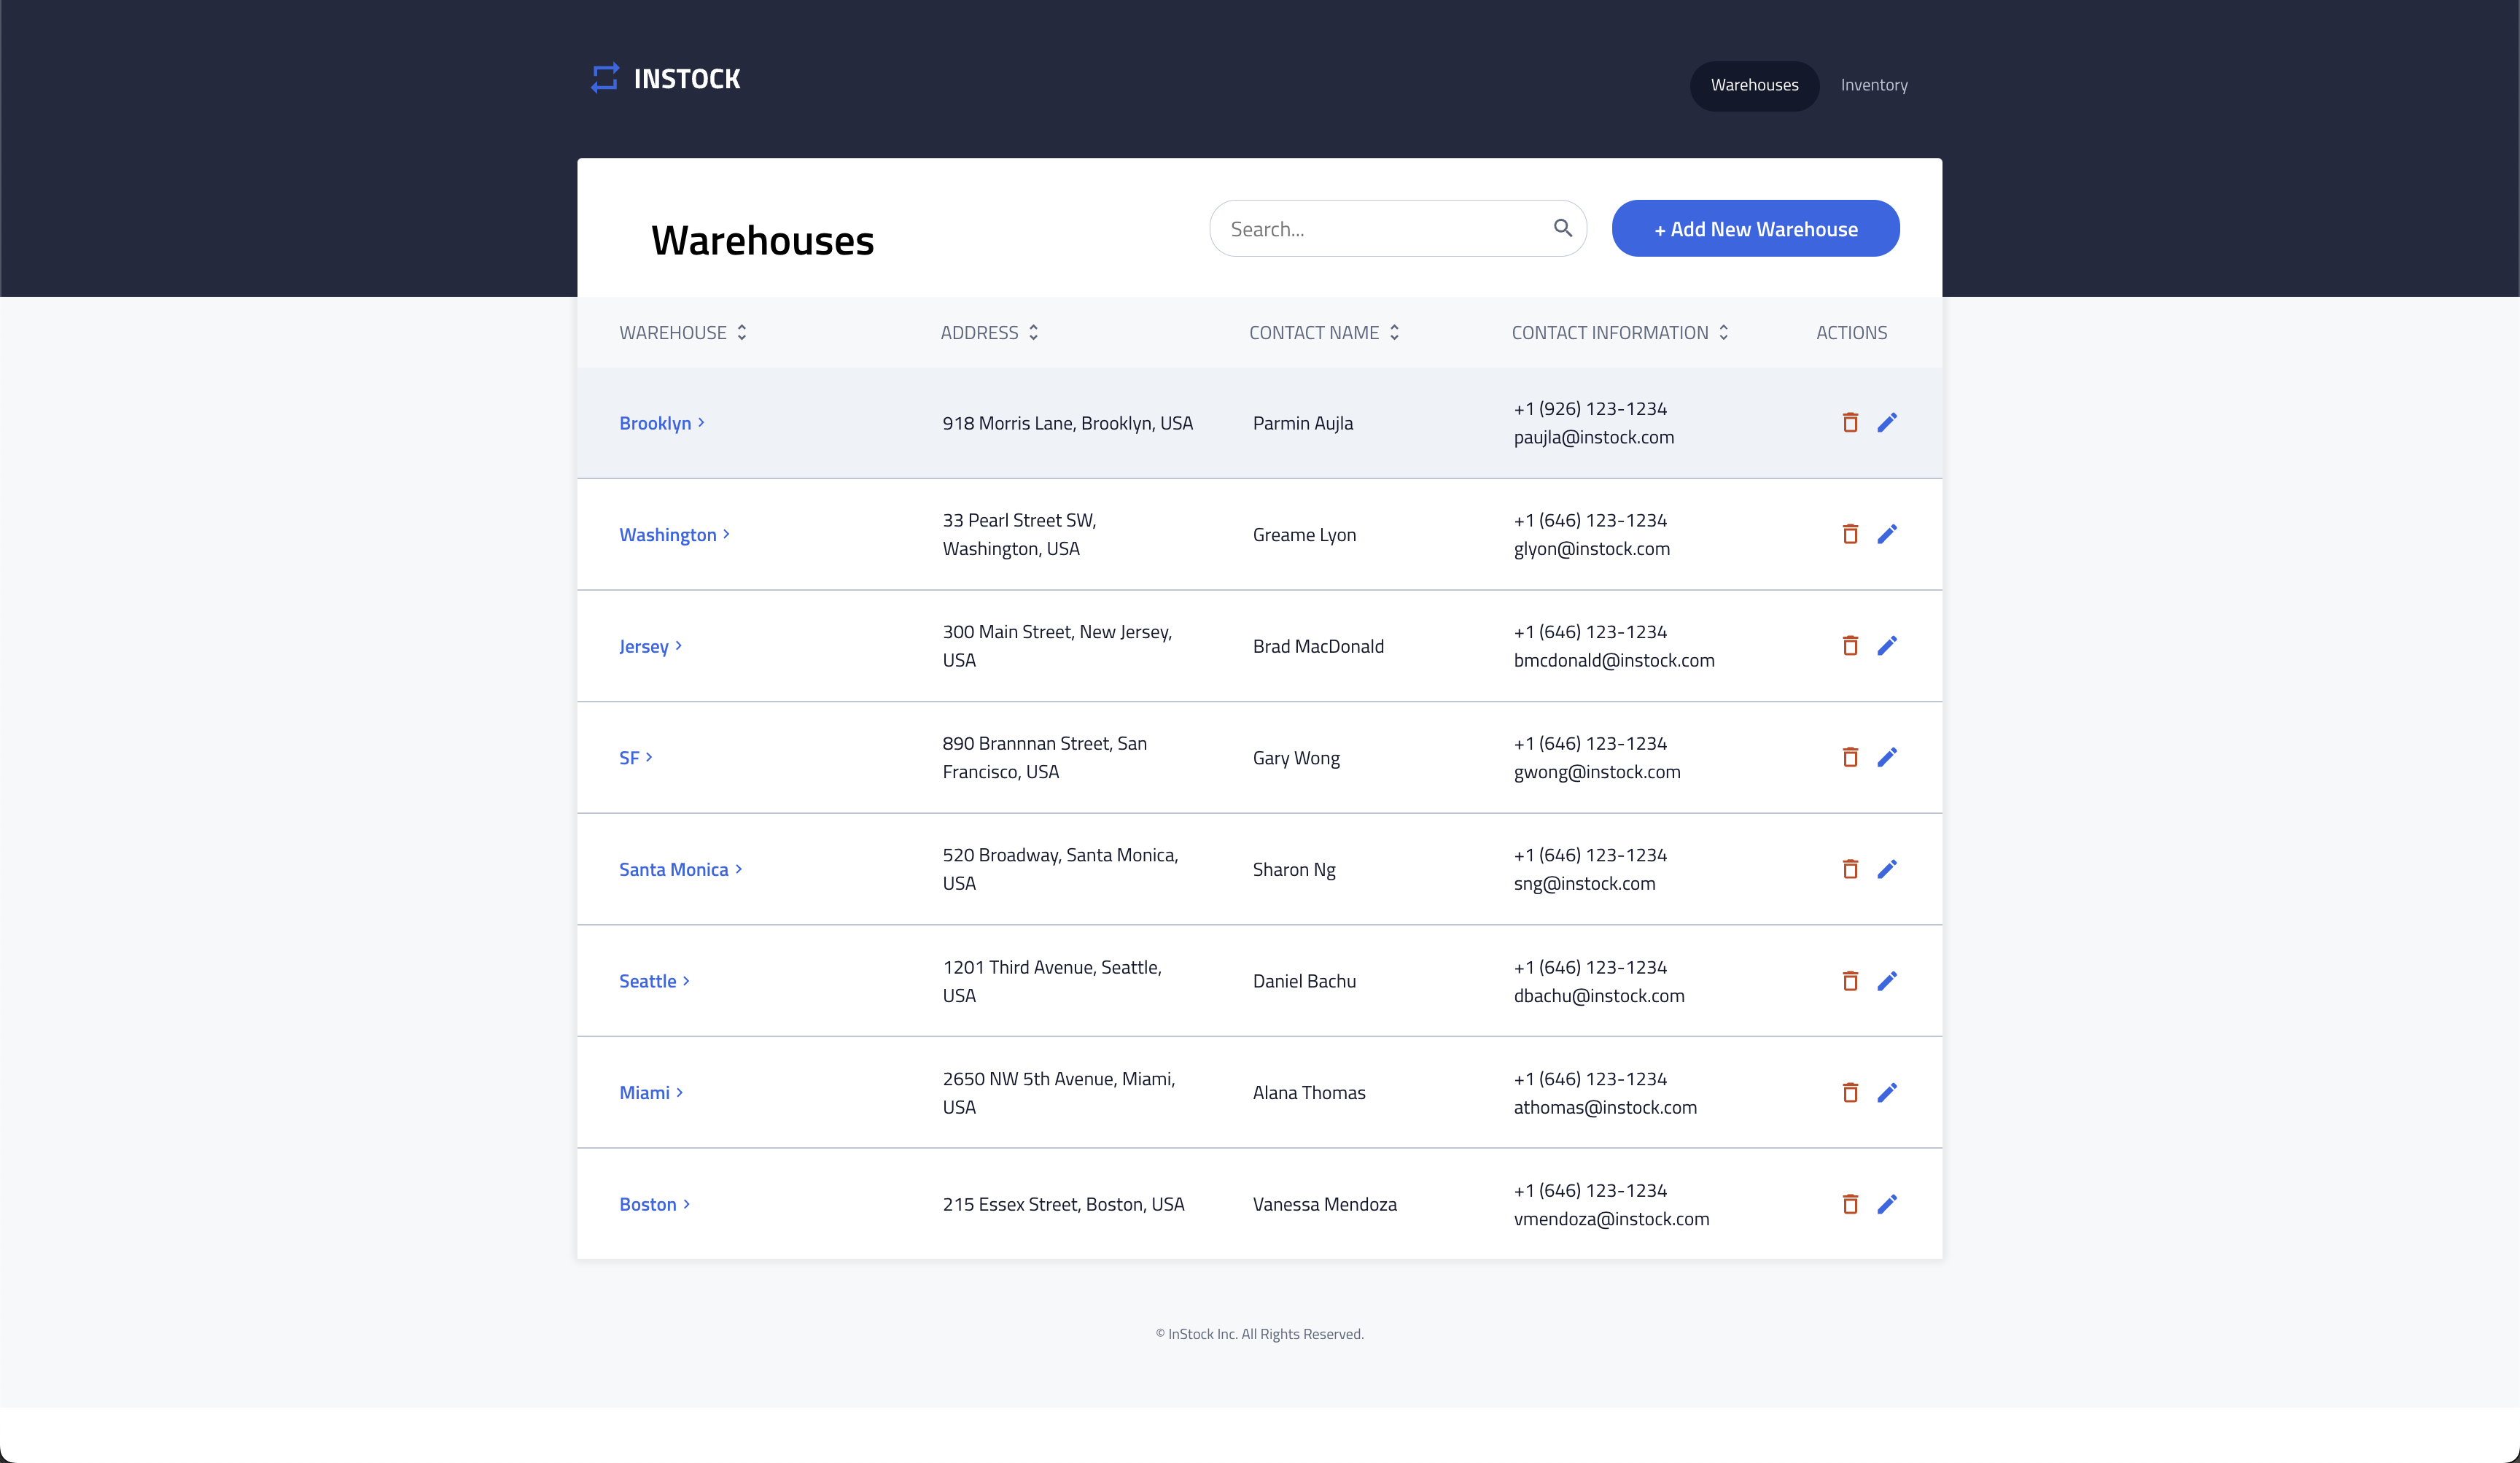 INSTOCK
Warehouses
Inventory
Warehouses
Search...
+ Add New Warehouse
WAREHOUSE
ADDRESS
CONTACT NAME
CONTACT INFORMATION
ACTIONS
Brooklyn
918 Morris Lane, Brooklyn, USA
Parmin Aujla
+1 (926) 123-1234
paujla@instock.com
Washington
33 Pearl Street SW,
Washington, USA
Greame Lyon
+1 (646) 123-1234
glyon@instock.com
Jersey
300 Main Street, New Jersey,
USA
Brad MacDonald
+1 (646) 123-1234
bmcdonald@instock.com
SF
890 Brannnan Street, San
Francisco, USA
Gary Wong
+1 (646) 123-1234
gwong@instock.com
Santa Monica
520 Broadway, Santa Monica,
USA
Sharon Ng
+1 (646) 123-1234
sng@instock.com
Seattle
1201 Third Avenue, Seattle,
USA
Daniel Bachu
+1 (646) 123-1234
dbachu@instock.com
Miami
2650 NW 5th Avenue, Miami,
USA
Alana Thomas
+1 (646) 123-1234
athomas@instock.com
Boston
215 Essex Street, Boston, USA
Vanessa Mendoza
+1 (646) 123-1234
vmendoza@instock.com
© InStock Inc. All Rights Reserved.